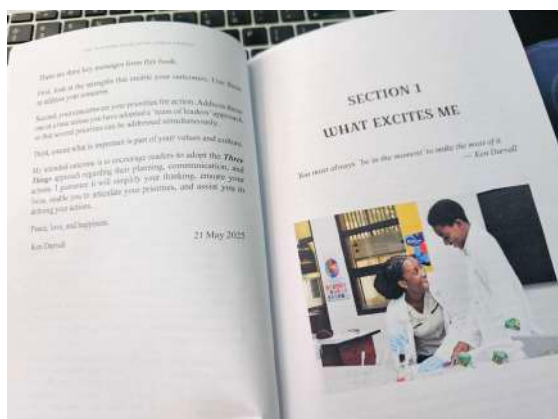 There are three key messages from this book.
First, look at the strengths that enable your outcomes. Use these
to address your concerns.
Second, your concerns are your priorities for action. Address them
one at a time unless you have adopted a 'team of leaders' approach,
so that several priorities can be addressed simultaneously.
Third, ensure what is important is part of your values and culture.
My intended outcome is to encourage readers to adopt the Three
Things approach regarding their planning, communication, and
actions. I guarantee it will simplify your thinking, ensure your
focus, enable you to articulate your priorities, and assist you in
actioning your actions.
Peace, love, and happiness.
21 May 2025
Ken Darvall
SECTION 1
WHAT EXCITES ME
You must always 'be in the moment' to make the most of it.
— Ken Darvall